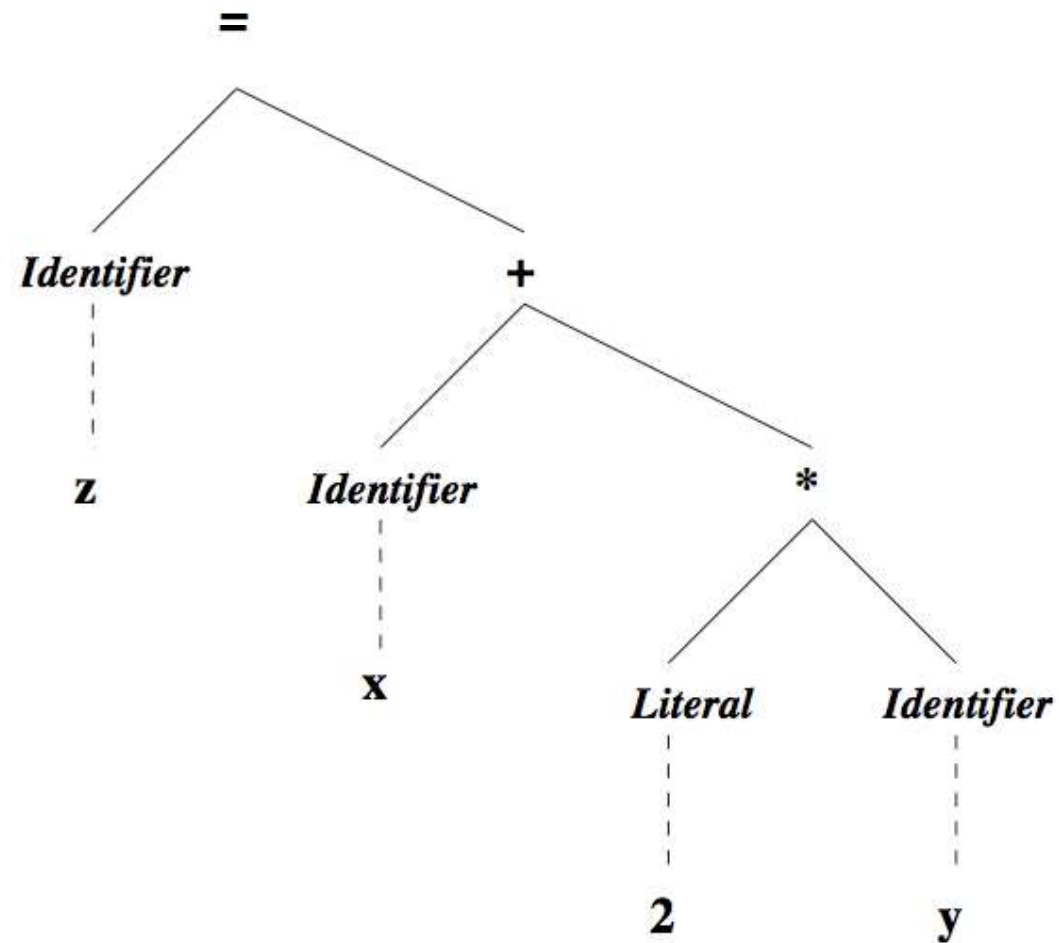 =
Identifier +
z Identifier *
x Literal Identifier
2 y